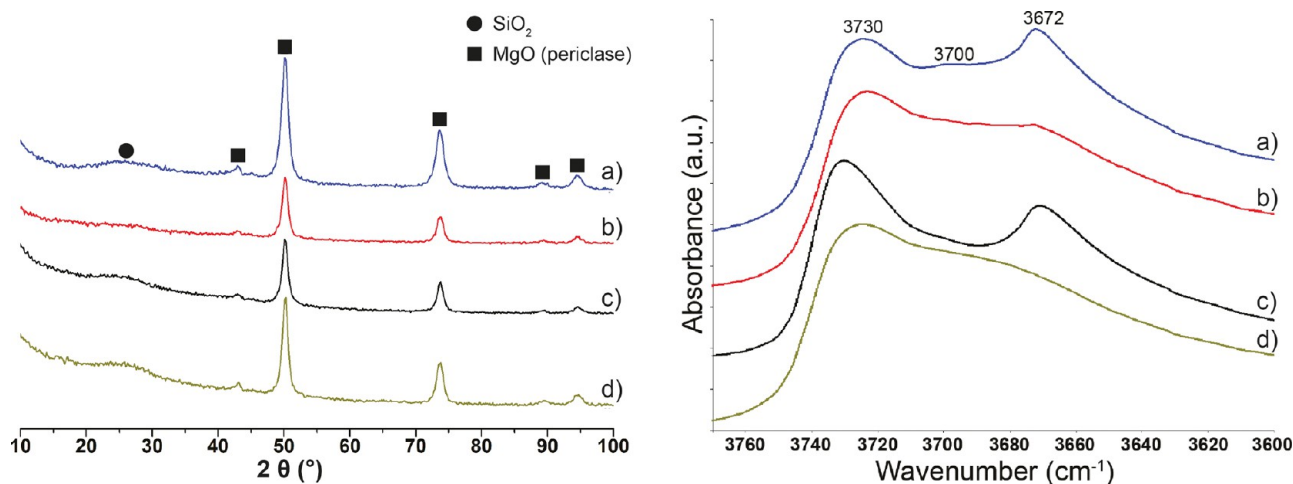 SiO₂
MgO (periclase)
a)
b)
c)
d)
10 20 30 40 50 60 70 80 90 100
2 θ (°)
3730
3700
3672
a)
b)
c)
d)
Absorbance (a.u.)
3760 3740 3720 3700 3680 3660 3640 3620 3600
Wavenumber (cm⁻¹)